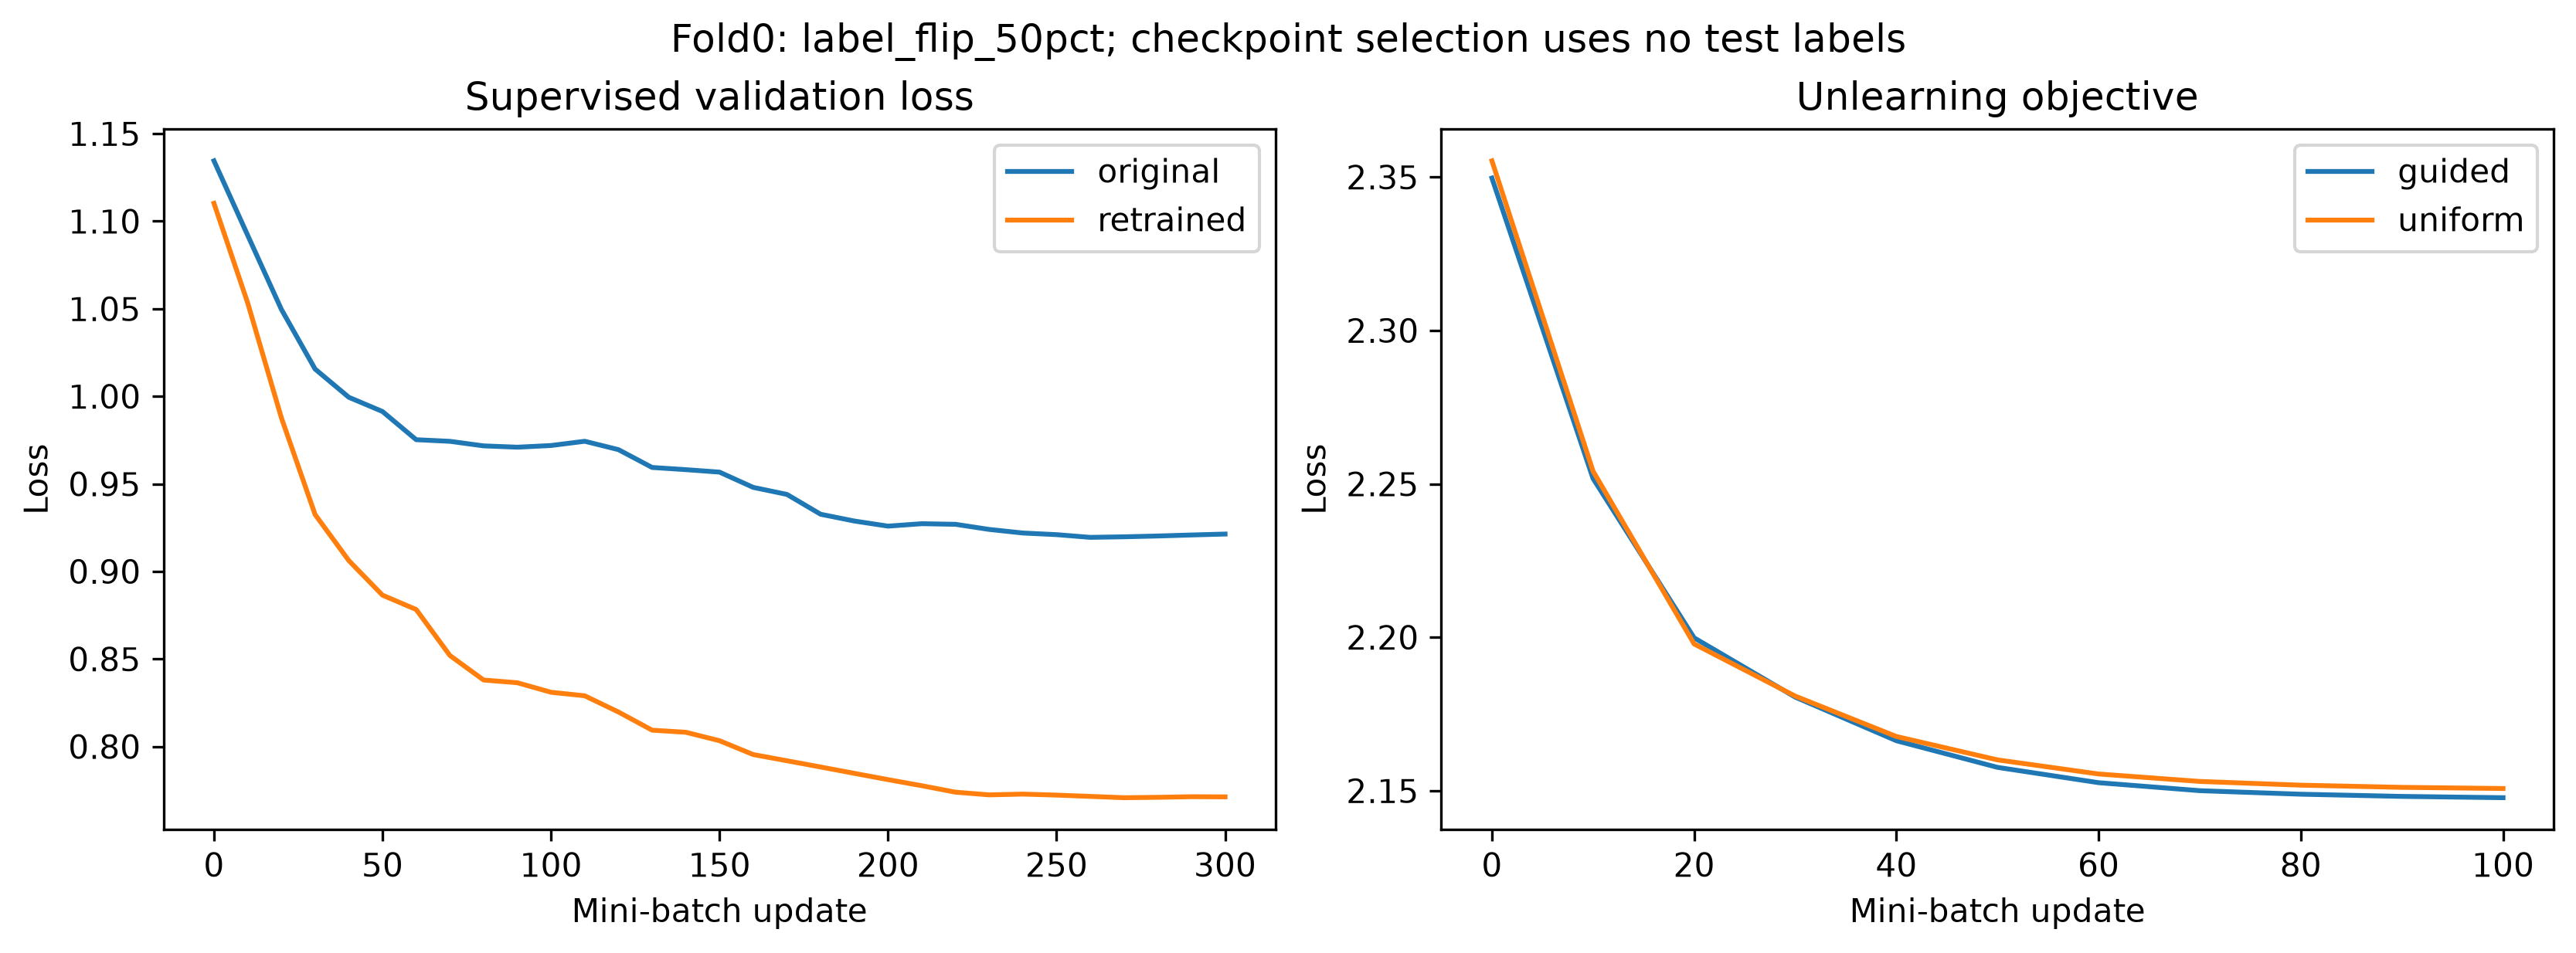 Fold0: label_flip_50pct; checkpoint selection uses no test labels
Supervised validation loss
1.15
1.10
1.05
1.00
0.95
0.90
0.85
0.80
Loss
original
retrained
0 50 100 150 200 250 300
Mini-batch update
Unlearning objective
2.35
2.30
2.25
2.20
2.15
Loss
guided
uniform
0 20 40 60 80 100
Mini-batch update